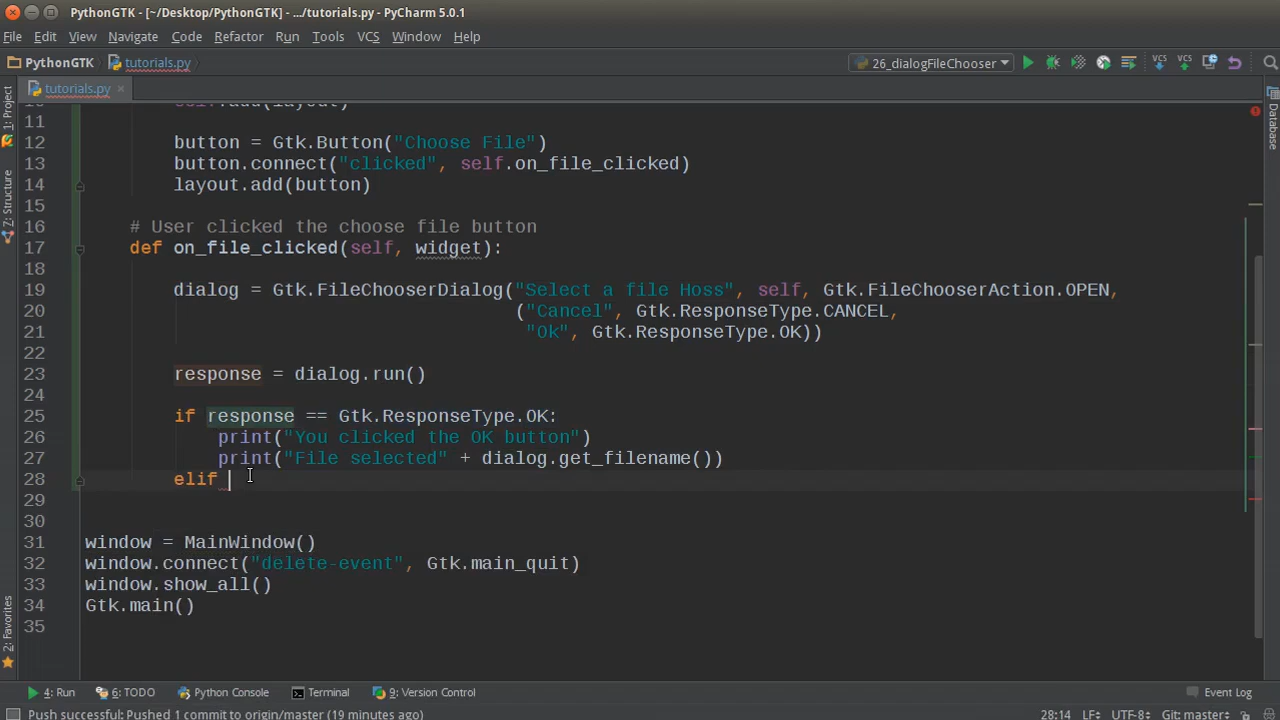 PythonGTK - [~/Desktop/PythonGTK] - .../tutorials.py - PyCharm 5.0.1
File Edit View Navigate Code Refactor Run Tools VCS Window Help
PythonGTK tutorials.py 26_dialogFileChooser VCS VCS
tutorials.py
1: Project
Z: Structure
2: Favorites
Database
10 self.add(layout)
11
12 button = Gtk.Button("Choose File")
13 button.connect("clicked", self.on_file_clicked)
14 layout.add(button)
15
16 # User clicked the choose file button
17 def on_file_clicked(self, widget):
18
19 dialog = Gtk.FileChooserDialog("Select a file Hoss", self, Gtk.FileChooserAction.OPEN,
20 ("Cancel", Gtk.ResponseType.CANCEL,
21 "Ok", Gtk.ResponseType.OK))
22
23 response = dialog.run()
24
25 if response == Gtk.ResponseType.OK:
26 print("You clicked the OK button")
27 print("File selected" + dialog.get_filename())
28 elif
29
30
31 window = MainWindow()
32 window.connect("delete-event", Gtk.main_quit)
33 window.show_all()
34 Gtk.main()
35
4: Run 6: TODO Python Console Terminal 9: Version Control Event Log
Push successful: Pushed 1 commit to origin/master (19 minutes ago) 28:14 LF÷ UTF-8÷ Git: master÷